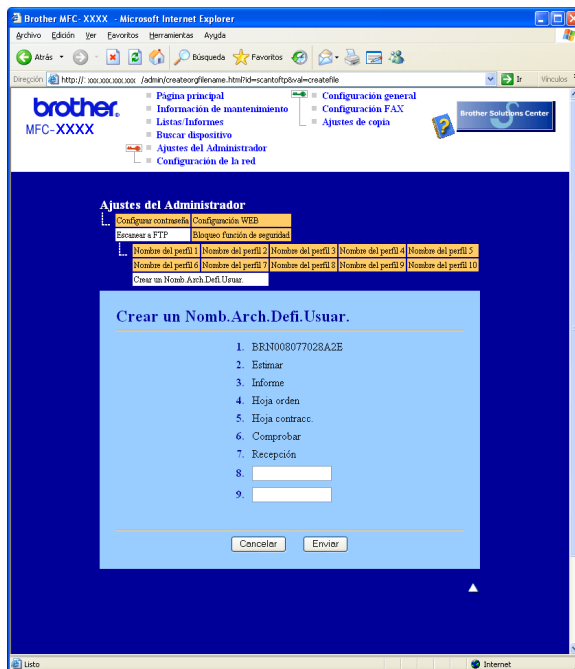 Brother MFC- XXXX - Microsoft Internet Explorer
Archivo Edición Ver Favoritos Herramientas Ayuda
Atrás Búsqueda Favoritos
Dirección http://: xxx.xxx.xxx.xxx /admin/createorgfilename.html?id=scantoftp&val=createfile Ir Vínculos
brother.
MFC-XXXX
Página principal
Información de mantenimiento
Listas/Informes
Buscar dispositivo
Ajustes del Administrador
Configuración de la red
Configuración general
Configuración FAX
Ajustes de copia
Brother Solutions Center
Ajustes del Administrador
Configurar contraseña Configuración WEB
Escanear a FTP Bloqueo función de seguridad
Nombre del perfil 1 Nombre del perfil 2 Nombre del perfil 3 Nombre del perfil 4 Nombre del perfil 5
Nombre del perfil 6 Nombre del perfil 7 Nombre del perfil 8 Nombre del perfil 9 Nombre del perfil 10
Crear un Nomb.Arch.Defi.Usuar.
Crear un Nomb.Arch.Defi.Usuar.
1. BRN008077028A2E
2. Estimar
3. Informe
4. Hoja orden
5. Hoja contracc.
6. Comprobar
7. Recepción
8.
9.
Cancelar Enviar
Listo Internet